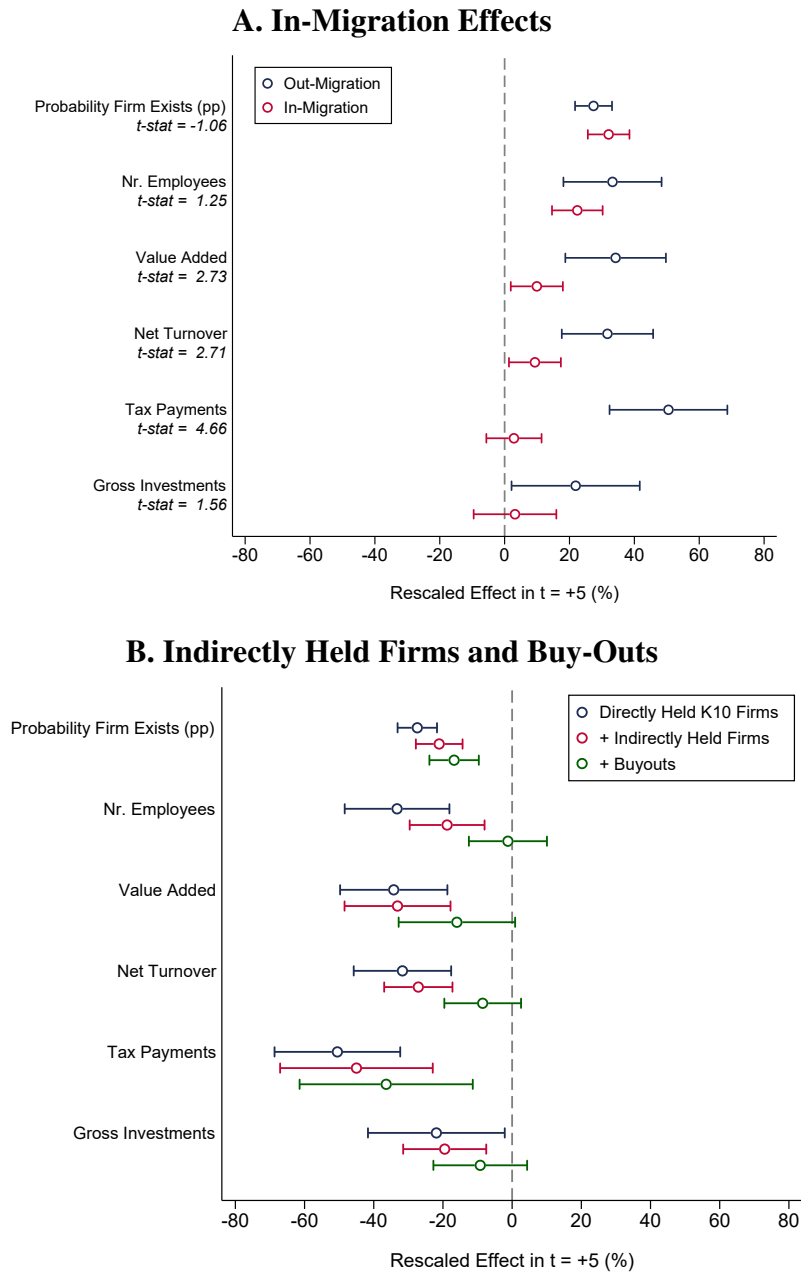 A. In-Migration Effects
Out-Migration
In-Migration
Probability Firm Exists (pp)
t-stat = -1.06
Nr. Employees
t-stat = 1.25
Value Added
t-stat = 2.73
Net Turnover
t-stat = 2.71
Tax Payments
t-stat = 4.66
Gross Investments
t-stat = 1.56
-80 -60 -40 -20 0 20 40 60 80
Rescaled Effect in t = +5 (%)
B. Indirectly Held Firms and Buy-Outs
Directly Held K10 Firms
+ Indirectly Held Firms
+ Buyouts
Probability Firm Exists (pp)
Nr. Employees
Value Added
Net Turnover
Tax Payments
Gross Investments
-80 -60 -40 -20 0 20 40 60 80
Rescaled Effect in t = +5 (%)